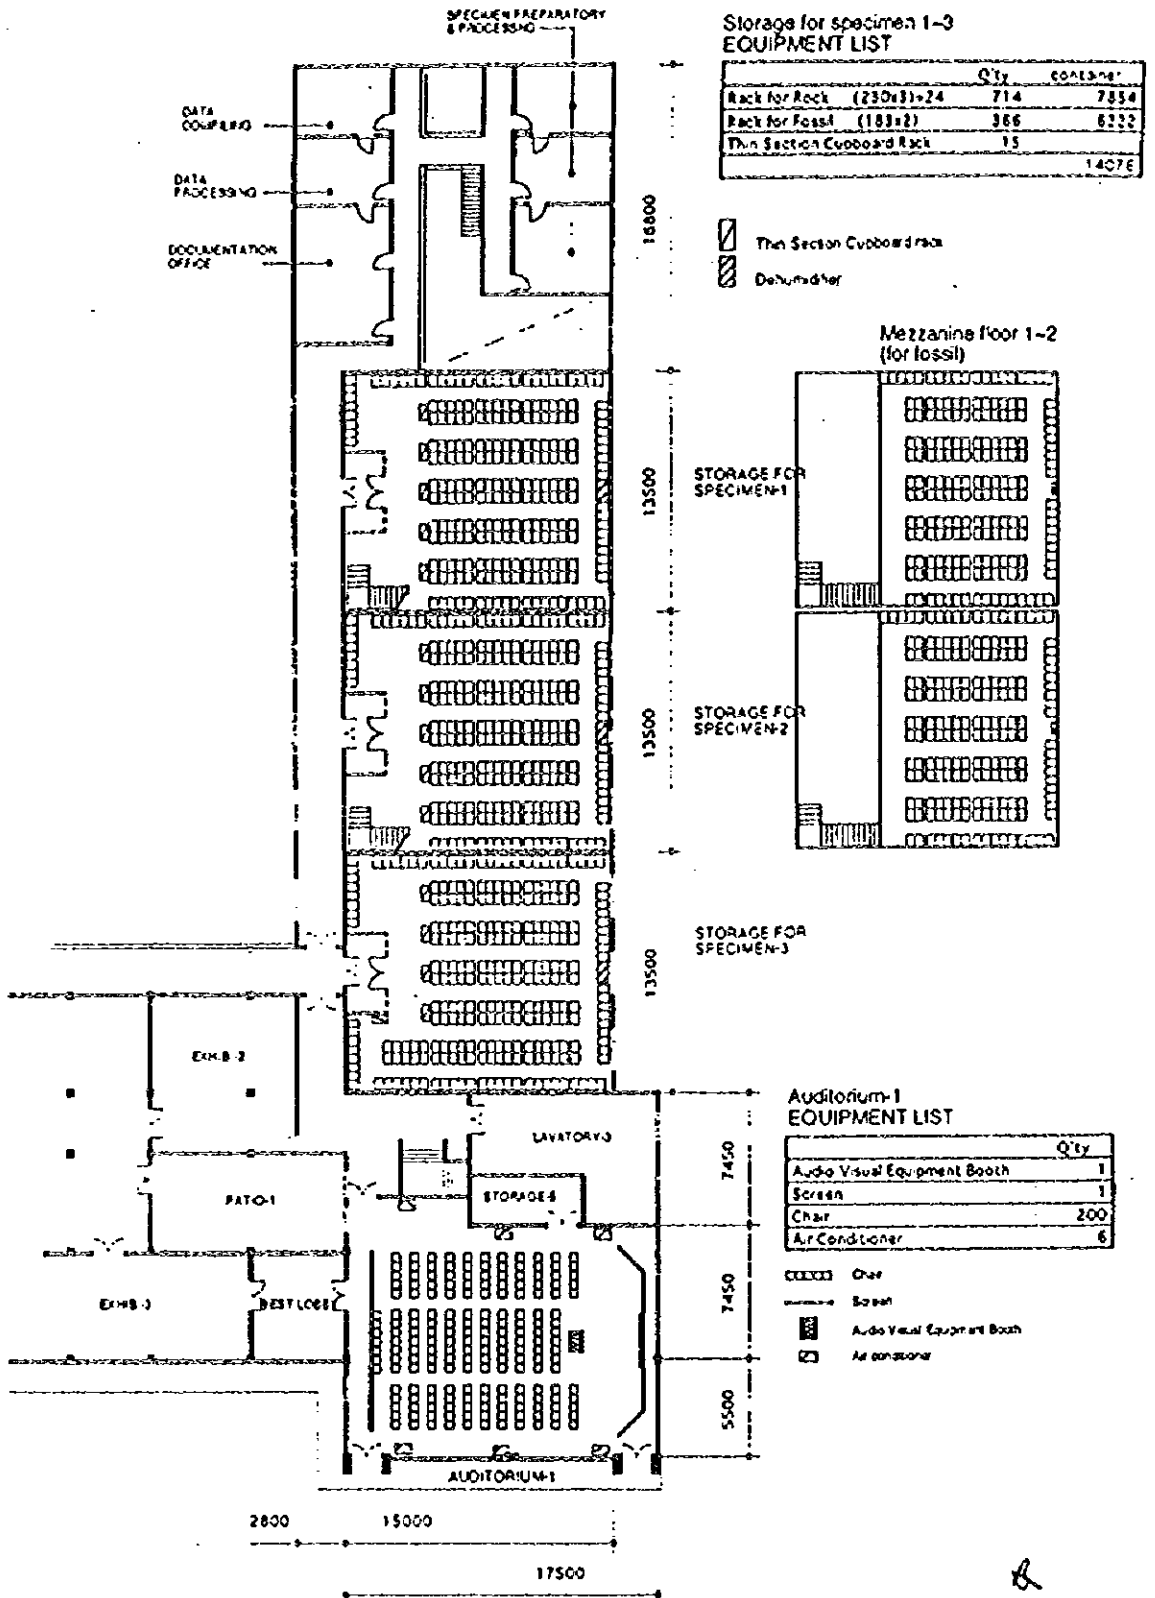 SPECIMEN PREPARATORY
& PROCESSING
Storage for specimen 1~3
EQUIPMENT LIST
Q'ty container
Rack for Rock (230x3)+24 714 7854
Rack for Fossil (183x2) 366 6222
Thin Section Cupboard Rack 15
14076
DATA
COMPILING
DATA
PROCESSING
DOCUMENTATION
OFFICE
16800
Thin Section Cupboard rack
Dehumidifier
Mezzanine floor 1~2
(for fossil)
STORAGE FOR
SPECIMEN-1
13500
STORAGE FOR
SPECIMEN-2
13500
STORAGE FOR
SPECIMEN-3
13500
EXHIB-2
LAVATORY-3
PATIO-1
7450
Auditorium-1
EQUIPMENT LIST
Q'ty
Audio Visual Equipment Booth 1
Screen 1
Chair 200
Air Conditioner 6
EXHIB-3
7450
Chair
Screen
Audio Visual Equipment Booth
Air conditioner
5500
AUDITORIUM-1
2800 15000
17500